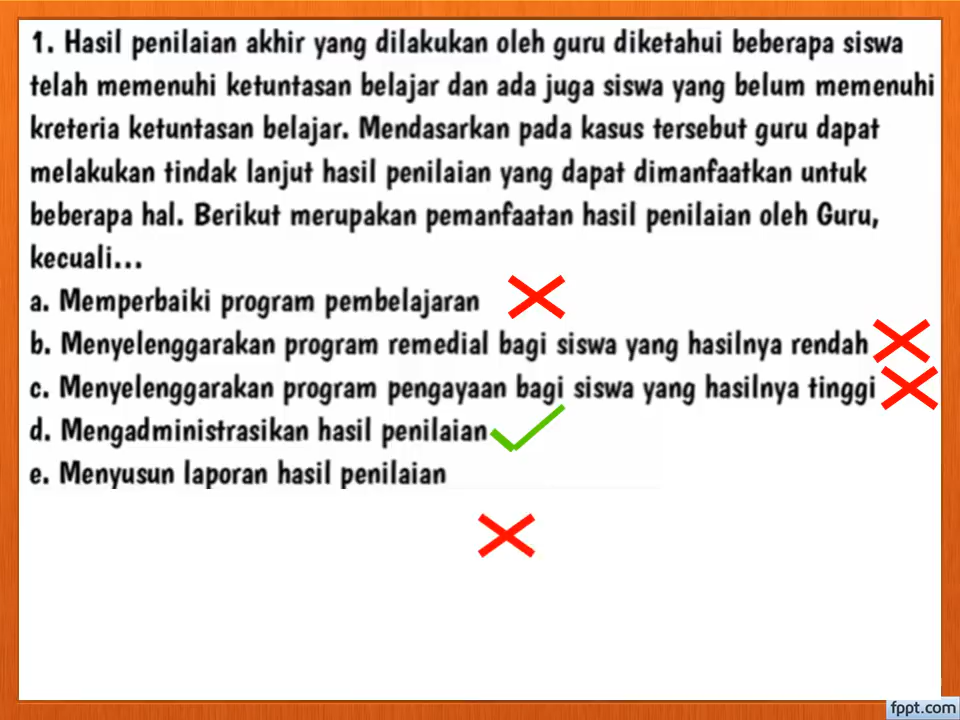 1. Hasil penilaian akhir yang dilakukan oleh guru diketahui beberapa siswa
telah memenuhi ketuntasan belajar dan ada juga siswa yang belum memenuhi
kreteria ketuntasan belajar. Mendasarkan pada kasus tersebut guru dapat
melakukan tindak lanjut hasil penilaian yang dapat dimanfaatkan untuk
beberapa hal. Berikut merupakan pemanfaatan hasil penilaian oleh Guru,
kecuali...
a. Memperbaiki program pembelajaran
b. Menyelenggarakan program remedial bagi siswa yang hasilnya rendah
c. Menyelenggarakan program pengayaan bagi siswa yang hasilnya tinggi
d. Mengadministrasikan hasil penilaian
e. Menyusun laporan hasil penilaian
fppt.com